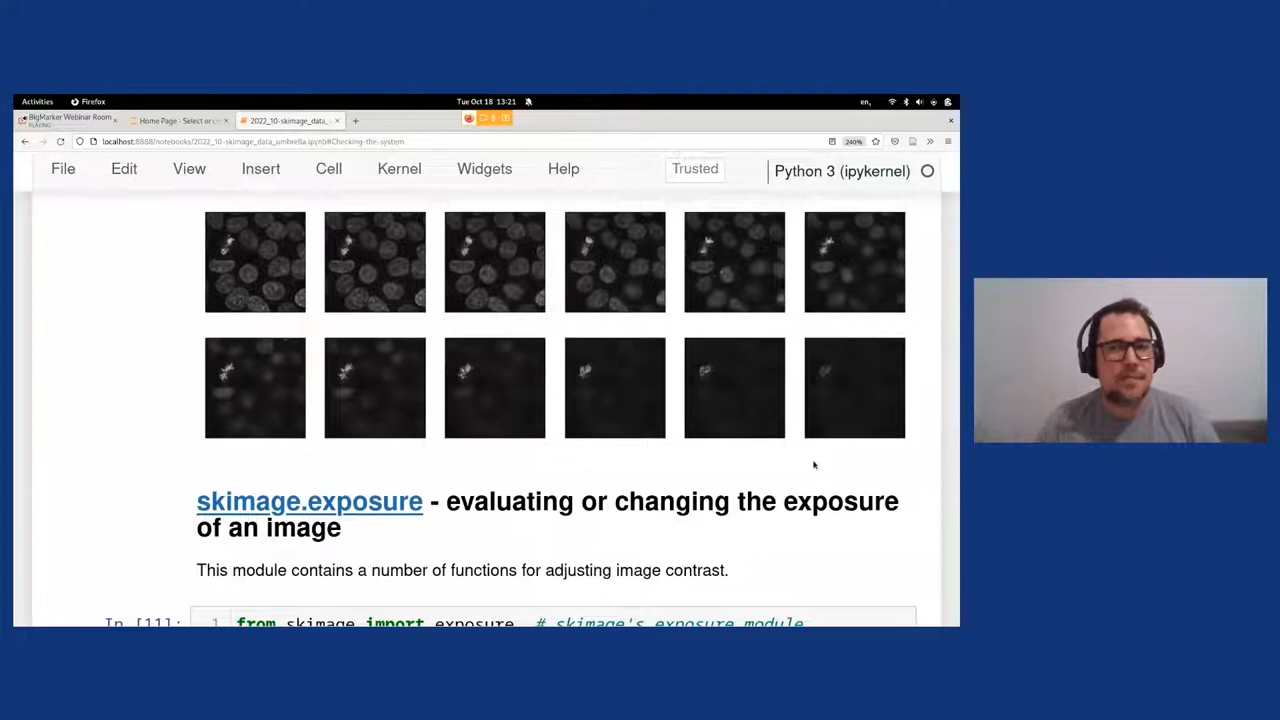 Activities Firefox Tue Oct 18 13:21 en,
BigMarker Webinar Room
PLAYING
Home Page - Select or cr
2022_10-skimage_data_
localhost:8888/notebooks/2022_10-skimage_data_umbrella.ipynb#Checking-the-system 240%
File Edit View Insert Cell Kernel Widgets Help Trusted Python 3 (ipykernel)
skimage.exposure - evaluating or changing the exposure
of an image
This module contains a number of functions for adjusting image contrast.
In [11]: 1 from skimage import exposure # skimage's exposure module